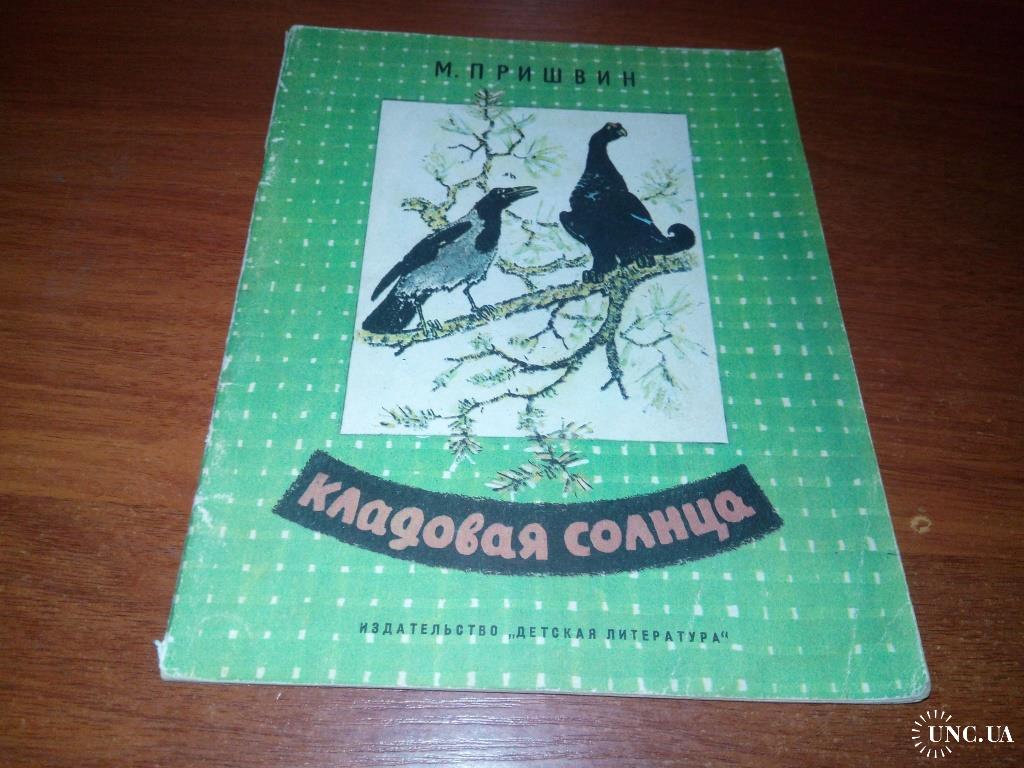 М. ПРИШВИН
КЛАДОВАЯ СОЛНЦА
ИЗДАТЕЛЬСТВО „ДЕТСКАЯ ЛИТЕРАТУРА“
UNC.UA